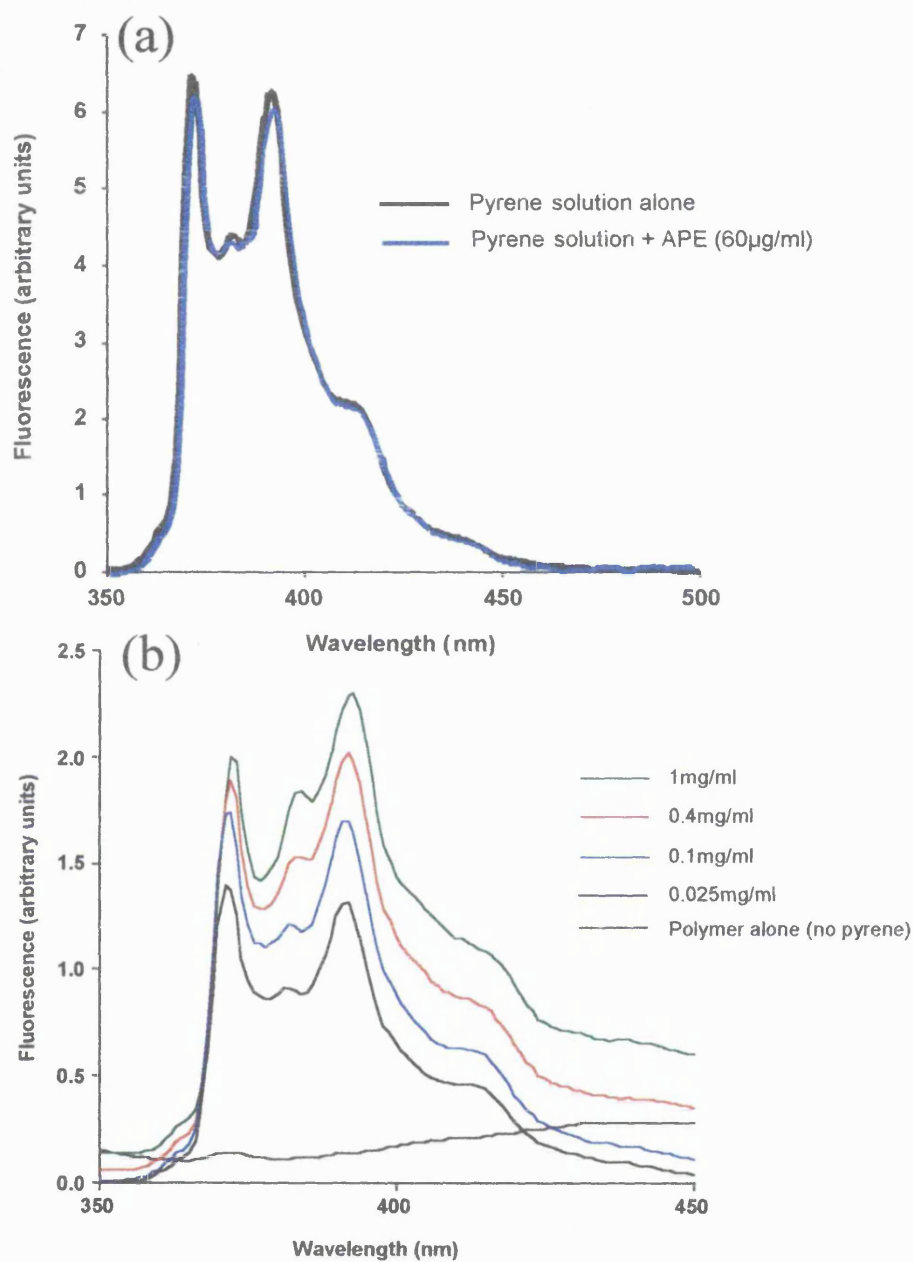 (a)
7
6
5
4
3
2
1
0
Fluorescence (arbitrary units)
Pyrene solution alone
Pyrene solution + APE (60µg/ml)
350 400 450 500
Wavelength (nm)
(b)
2.5
2.0
1.5
1.0
0.5
0.0
Fluorescence (arbitrary units)
1mg/ml
0.4mg/ml
0.1mg/ml
0.025mg/ml
Polymer alone (no pyrene)
350 400 450
Wavelength (nm)